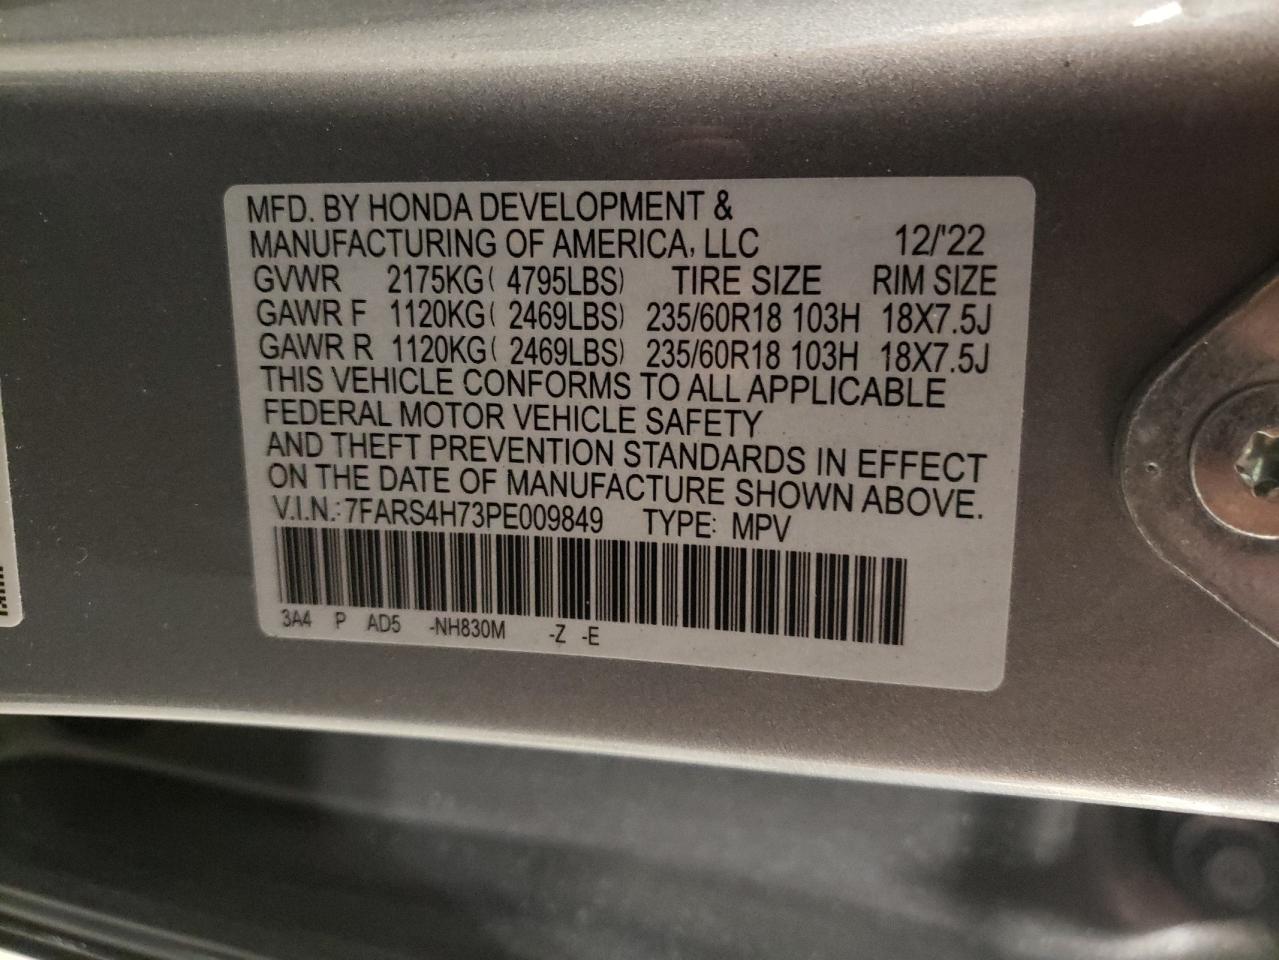 MFD. BY HONDA DEVELOPMENT &
MANUFACTURING OF AMERICA, LLC 12/'22
GVWR 2175KG( 4795LBS) TIRE SIZE RIM SIZE
GAWR F 1120KG( 2469LBS) 235/60R18 103H 18X7.5J
GAWR R 1120KG( 2469LBS) 235/60R18 103H 18X7.5J
THIS VEHICLE CONFORMS TO ALL APPLICABLE
FEDERAL MOTOR VEHICLE SAFETY
AND THEFT PREVENTION STANDARDS IN EFFECT
ON THE DATE OF MANUFACTURE SHOWN ABOVE.
V.I.N.: 7FARS4H73PE009849 TYPE: MPV
3A4 P AD5 -NH830M -Z -E